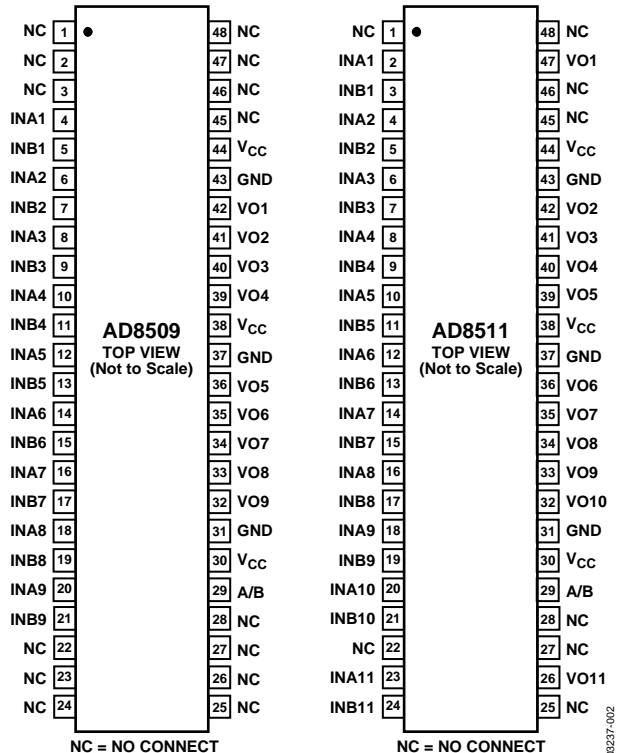 NC 1 48 NC
NC 2 47 NC
NC 3 46 NC
INA1 4 45 NC
INB1 5 44 VCC
INA2 6 43 GND
INB2 7 42 VO1
INA3 8 41 VO2
INB3 9 40 VO3
INA4 10 39 VO4
INB4 11 38 VCC
INA5 12 37 GND
INB5 13 36 VO5
INA6 14 35 VO6
INB6 15 34 VO7
INA7 16 33 VO8
INB7 17 32 VO9
INA8 18 31 GND
INB8 19 30 VCC
INA9 20 29 A/B
INB9 21 28 NC
NC 22 27 NC
NC 23 26 NC
NC 24 25 NC
AD8509
TOP VIEW
(Not to Scale)
NC = NO CONNECT
NC 1 48 NC
INA1 2 47 VO1
INB1 3 46 NC
INA2 4 45 NC
INB2 5 44 VCC
INA3 6 43 GND
INB3 7 42 VO2
INA4 8 41 VO3
INB4 9 40 VO4
INA5 10 39 VO5
INB5 11 38 VCC
INA6 12 37 GND
INB6 13 36 VO6
INA7 14 35 VO7
INB7 15 34 VO8
INA8 16 33 VO9
INB8 17 32 VO10
INA9 18 31 GND
INB9 19 30 VCC
INA10 20 29 A/B
INB10 21 28 NC
NC 22 27 NC
INA11 23 26 VO11
INB11 24 25 NC
AD8511
TOP VIEW
(Not to Scale)
NC = NO CONNECT